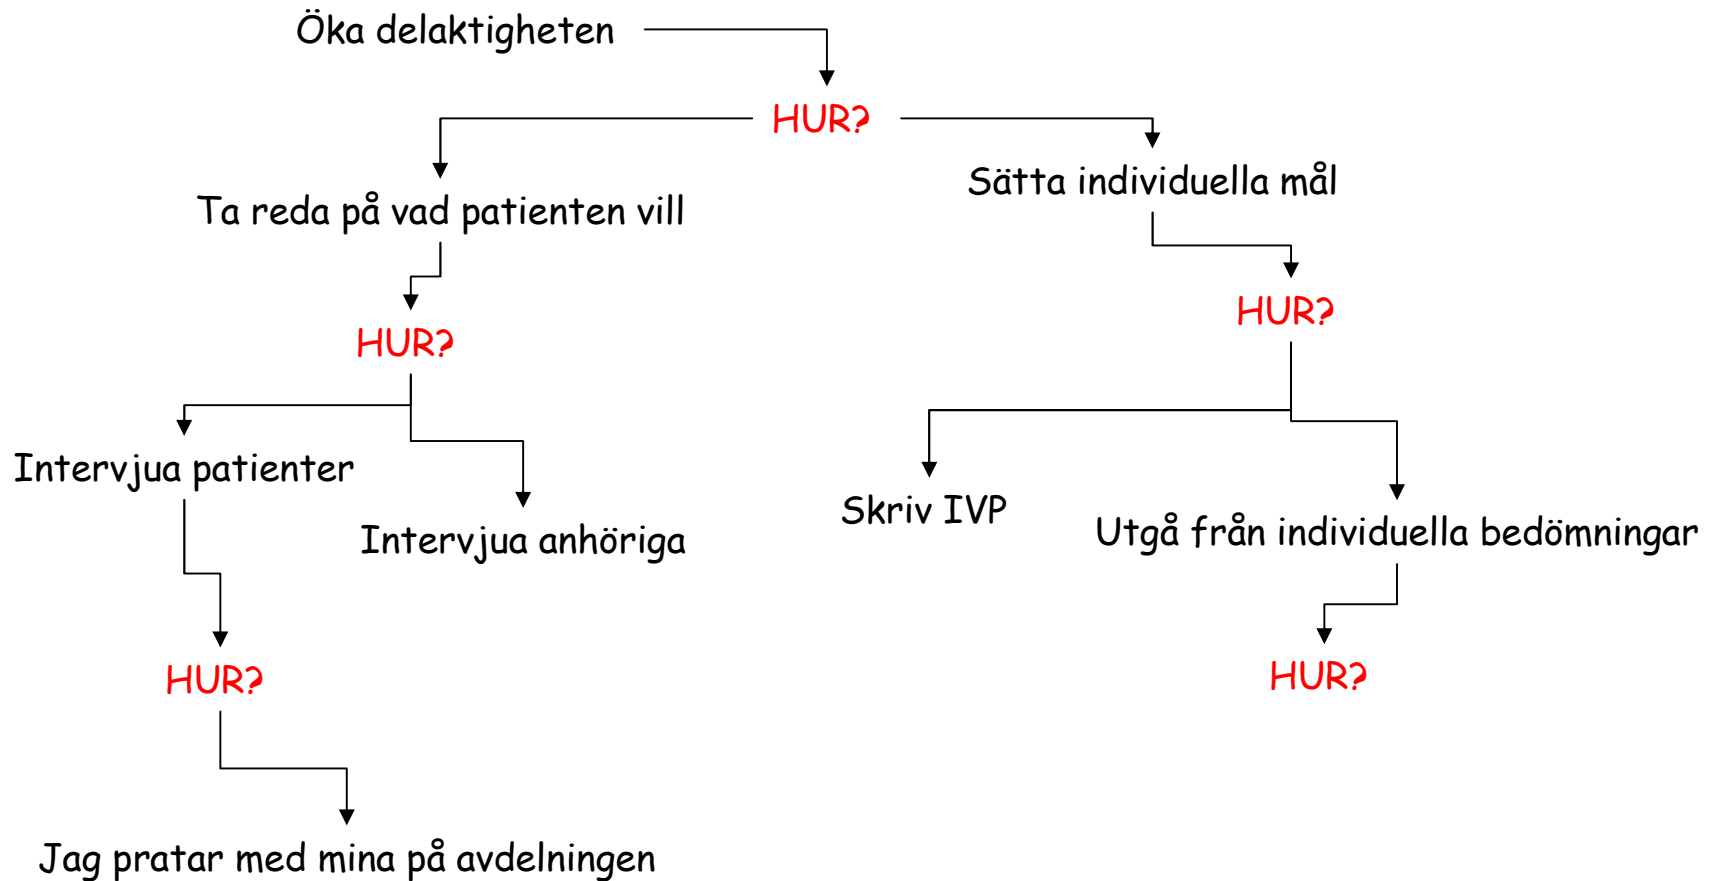 Öka delaktigheten
HUR?
Sätta individuella mål
Ta reda på vad patienten vill
HUR?
HUR?
Intervjua patienter
Skriv IVP
Intervjua anhöriga
Utgå från individuella bedömningar
HUR?
HUR?
Jag pratar med mina på avdelningen